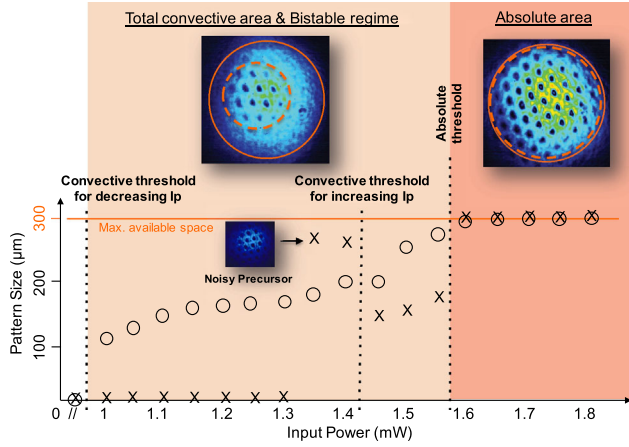 Total convective area & Bistable regime
Absolute area
Absolute
threshold
Convective threshold
for decreasing Ip
Convective threshold
for increasing Ip
300
Max. available space
Noisy Precursor
200
100
Pattern Size (µm)
0 // 1 1.1 1.2 1.3 1.4 1.5 1.6 1.7 1.8
Input Power (mW)